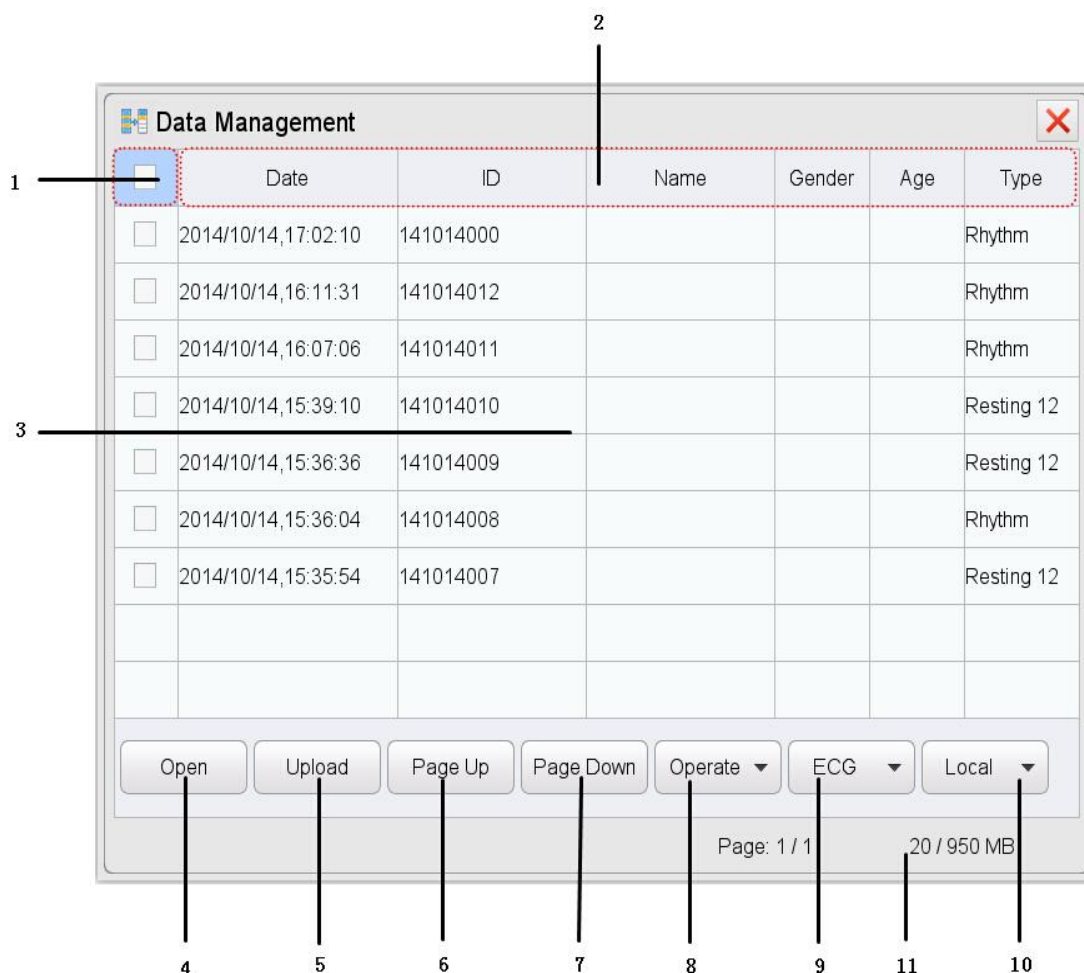 2
Data Management
1
Date ID Name Gender Age Type
2014/10/14,17:02:10 141014000 Rhythm
2014/10/14,16:11:31 141014012 Rhythm
2014/10/14,16:07:06 141014011 Rhythm
2014/10/14,15:39:10 141014010 Resting 12
3
2014/10/14,15:36:36 141014009 Resting 12
2014/10/14,15:36:04 141014008 Rhythm
2014/10/14,15:35:54 141014007 Resting 12
Open Upload Page Up Page Down Operate ECG Local
Page: 1 / 1 20 / 950 MB
4 5 6 7 8 9 11 10